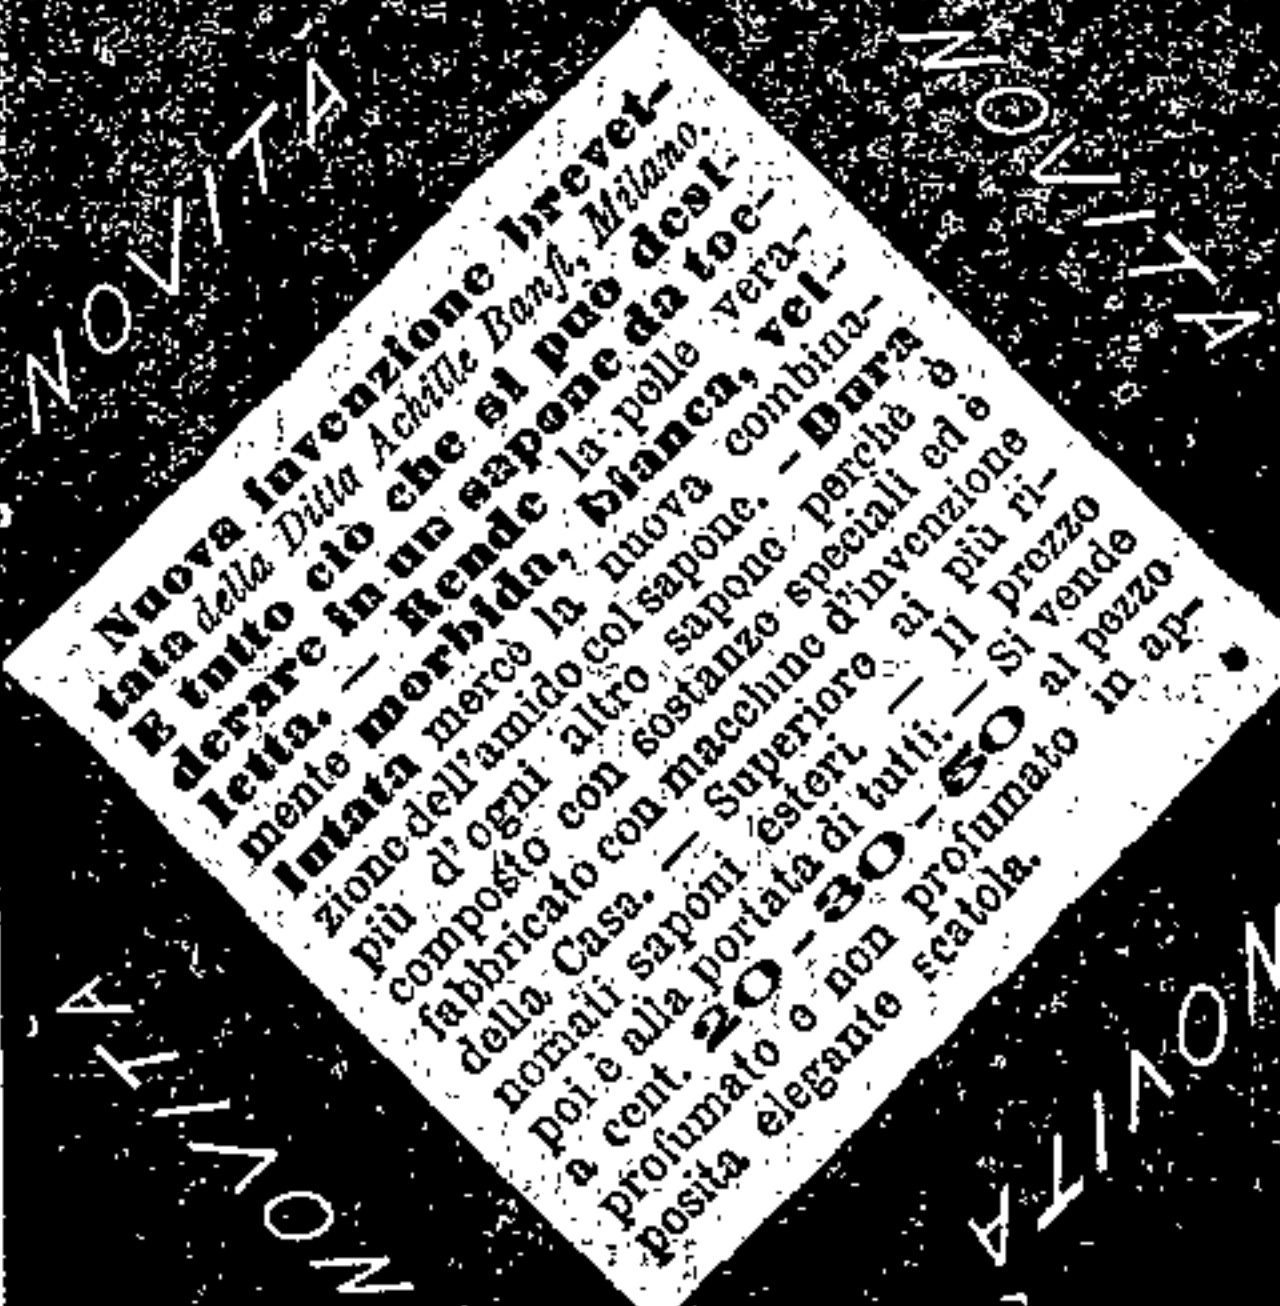 NOVITÀ
NOVITÀ
Nuova invenzione brevet-
tata della Ditta Achille Banfi, Milano.
E tutto ciò che si può desi-
derare in un sapone da toe-
letta. — Rende la pelle vera-
mente morbida, bianca, vel-
lutata mercè la nuova combina-
zione dell'amido col sapone. — Dura
più d'ogni altro sapone perchè è
composto con sostanze speciali ed è
fabbricato con macchine d'invenzione
della Casa. — Superiore ai più ri-
nomati saponi esteri. — Il prezzo
poi è alla portata di tutti. — Si vende
a cent. 20 - 30 - 50 al pezzo
profumato e non profumato in ap-
posita elegante scatola.
NOVITÀ
NOVITÀ